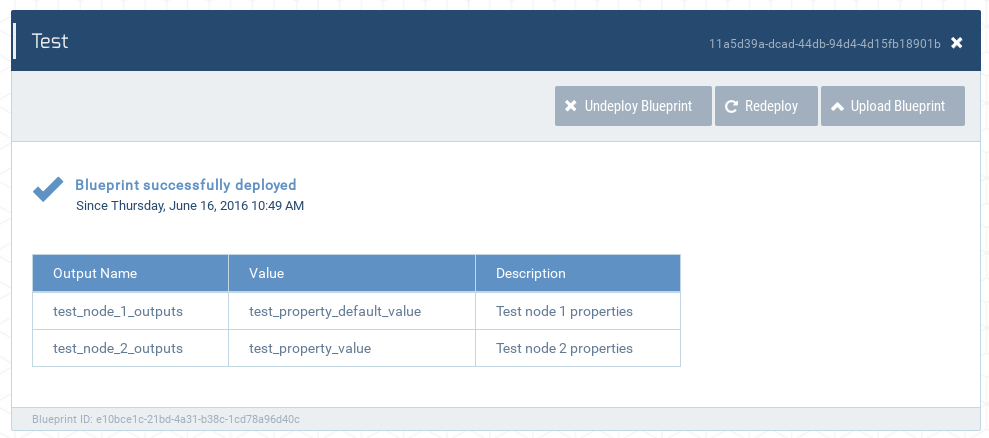 Test
11a5d39a-dcad-44db-94d4-4d15fb18901b
Undeploy Blueprint
Redeploy
Upload Blueprint
Blueprint successfully deployed
Since Thursday, June 16, 2016 10:49 AM
Output Name Value Description
test_node_1_outputs test_property_default_value Test node 1 properties
test_node_2_outputs test_property_value Test node 2 properties
Blueprint ID: e10bce1c-21bd-4a31-b38c-1cd78a96d40c